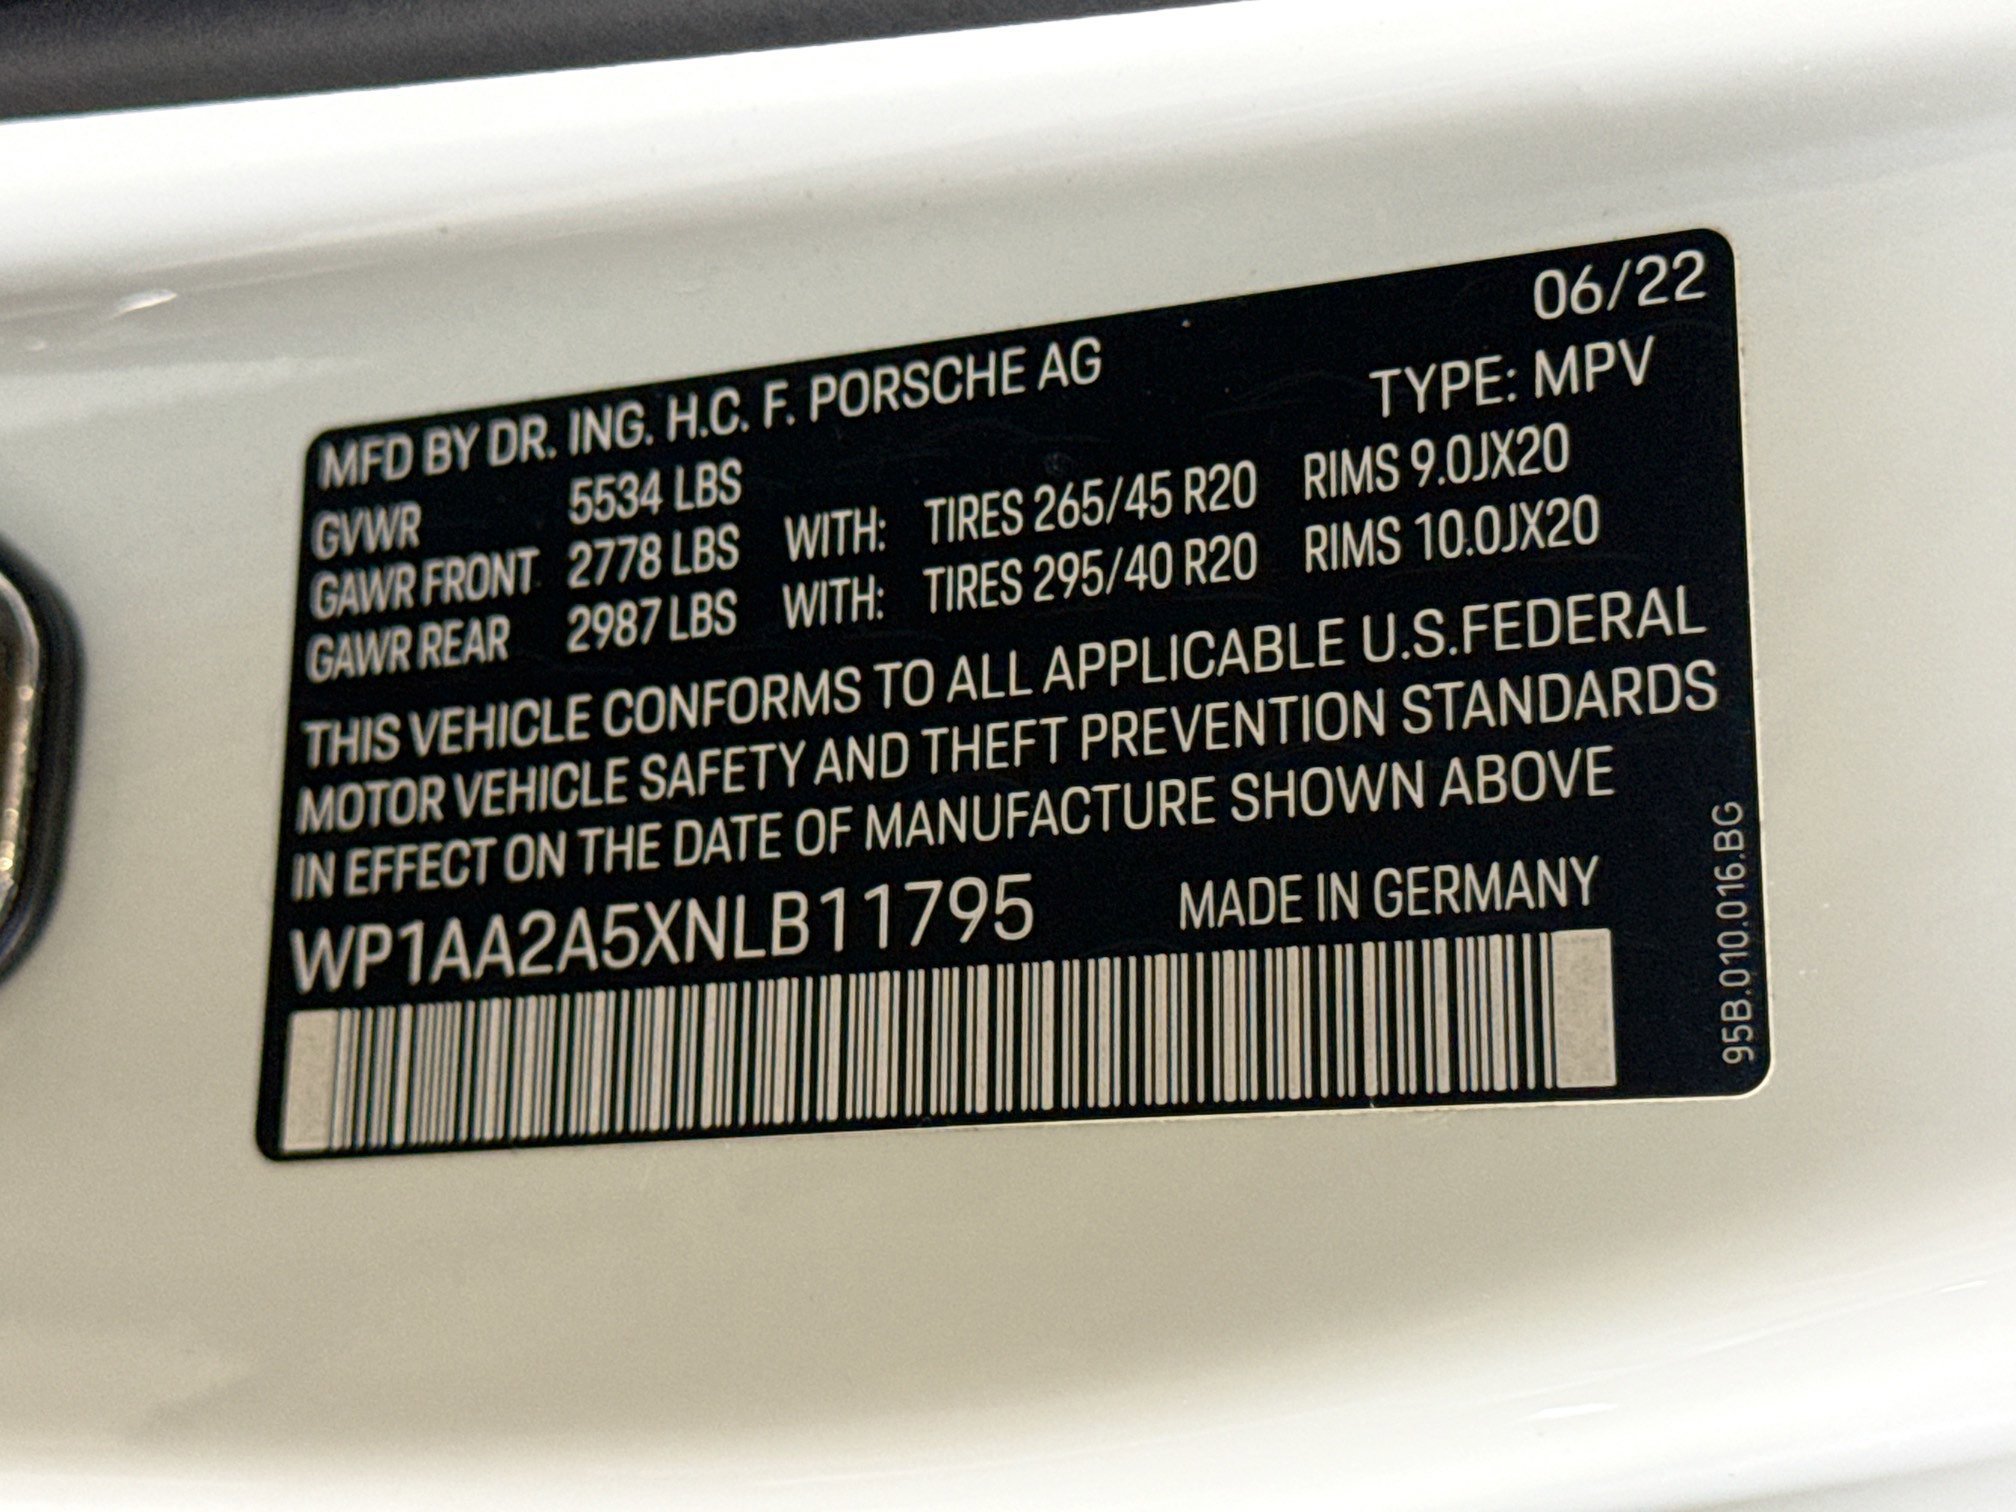 06/22
MFD BY DR. ING. H.C. F. PORSCHE AG TYPE: MPV
GVWR 5534 LBS
GAWR FRONT 2778 LBS WITH: TIRES 265/45 R20 RIMS 9.0JX20
GAWR REAR 2987 LBS WITH: TIRES 295/40 R20 RIMS 10.0JX20
THIS VEHICLE CONFORMS TO ALL APPLICABLE U.S.FEDERAL
MOTOR VEHICLE SAFETY AND THEFT PREVENTION STANDARDS
IN EFFECT ON THE DATE OF MANUFACTURE SHOWN ABOVE
WP1AA2A5XNLB11795 MADE IN GERMANY
95B.010.016.BG